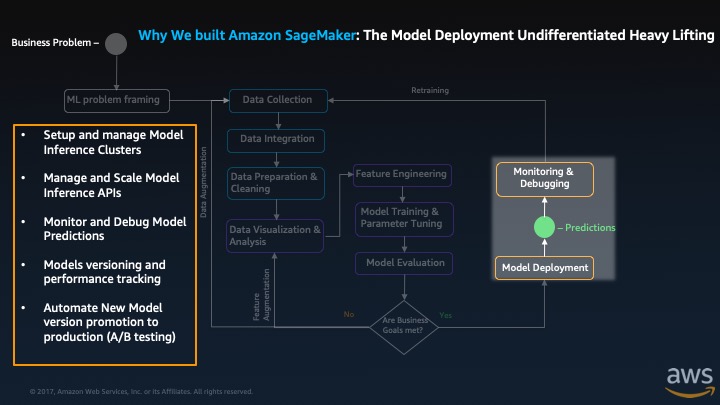 Why We built Amazon SageMaker: The Model Deployment Undifferentiated Heavy Lifting
Business Problem –
ML problem framing
Data Collection
Retraining
• Setup and manage Model
Inference Clusters
• Manage and Scale Model
Inference APIs
• Monitor and Debug Model
Predictions
• Models versioning and
performance tracking
• Automate New Model
version promotion to
production (A/B testing)
Data Augmentation
Data Integration
Data Preparation &
Cleaning
Data Visualization &
Analysis
Feature
Augmentation
Feature Engineering
Model Training &
Parameter Tuning
Model Evaluation
No
Are Business
Goals met?
Yes
Monitoring &
Debugging
– Predictions
Model Deployment
© 2017, Amazon Web Services, Inc. or its Affiliates. All rights reserved.
aws